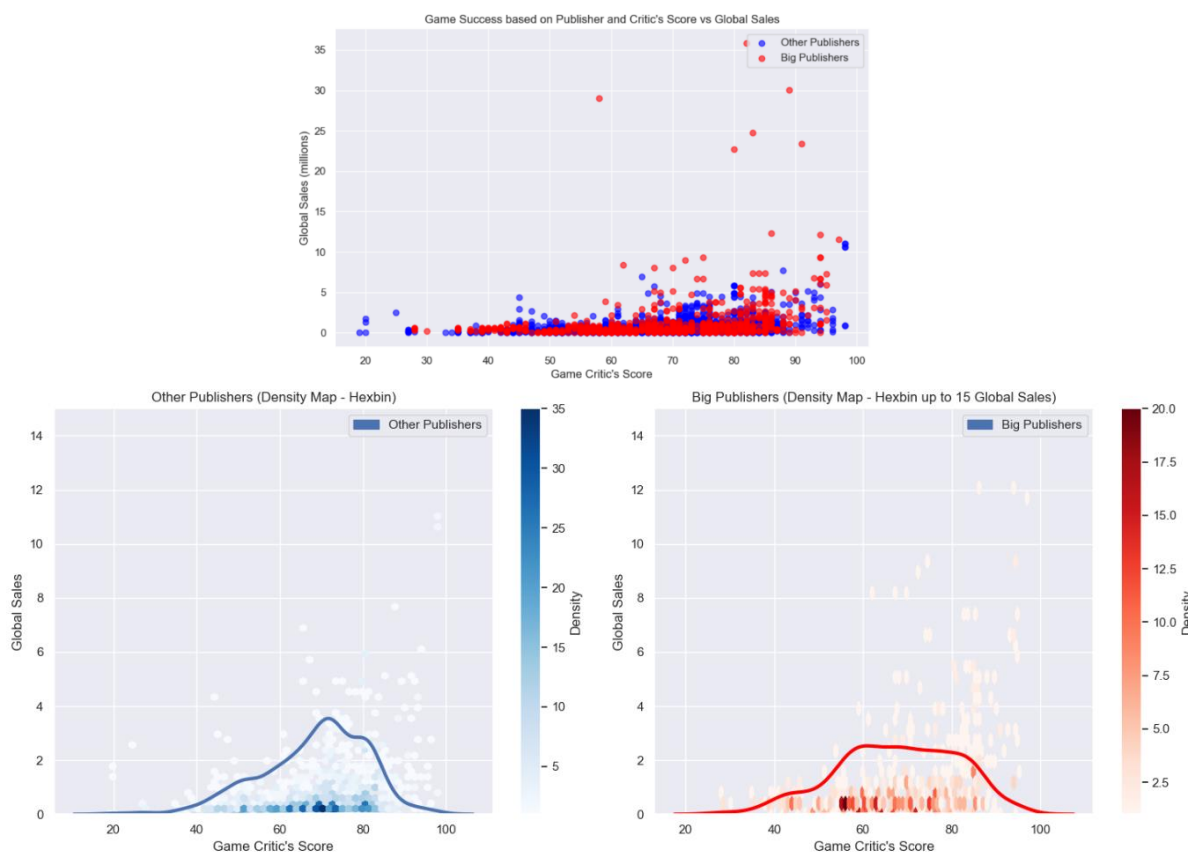 Game Success based on Publisher and Critic's Score vs Global Sales
Other Publishers
Big Publishers
Global Sales (millions)
35
30
25
20
15
10
5
0
20 30 40 50 60 70 80 90 100
Game Critic's Score
Other Publishers (Density Map - Hexbin)
Other Publishers
Global Sales
14
12
10
8
6
4
2
0
20 40 60 80 100
Game Critic's Score
35
30
25
20
15
10
5
Density
Big Publishers (Density Map - Hexbin up to 15 Global Sales)
Big Publishers
Global Sales
14
12
10
8
6
4
2
0
20 40 60 80 100
Game Critic's Score
20.0
17.5
15.0
12.5
10.0
7.5
5.0
2.5
Density